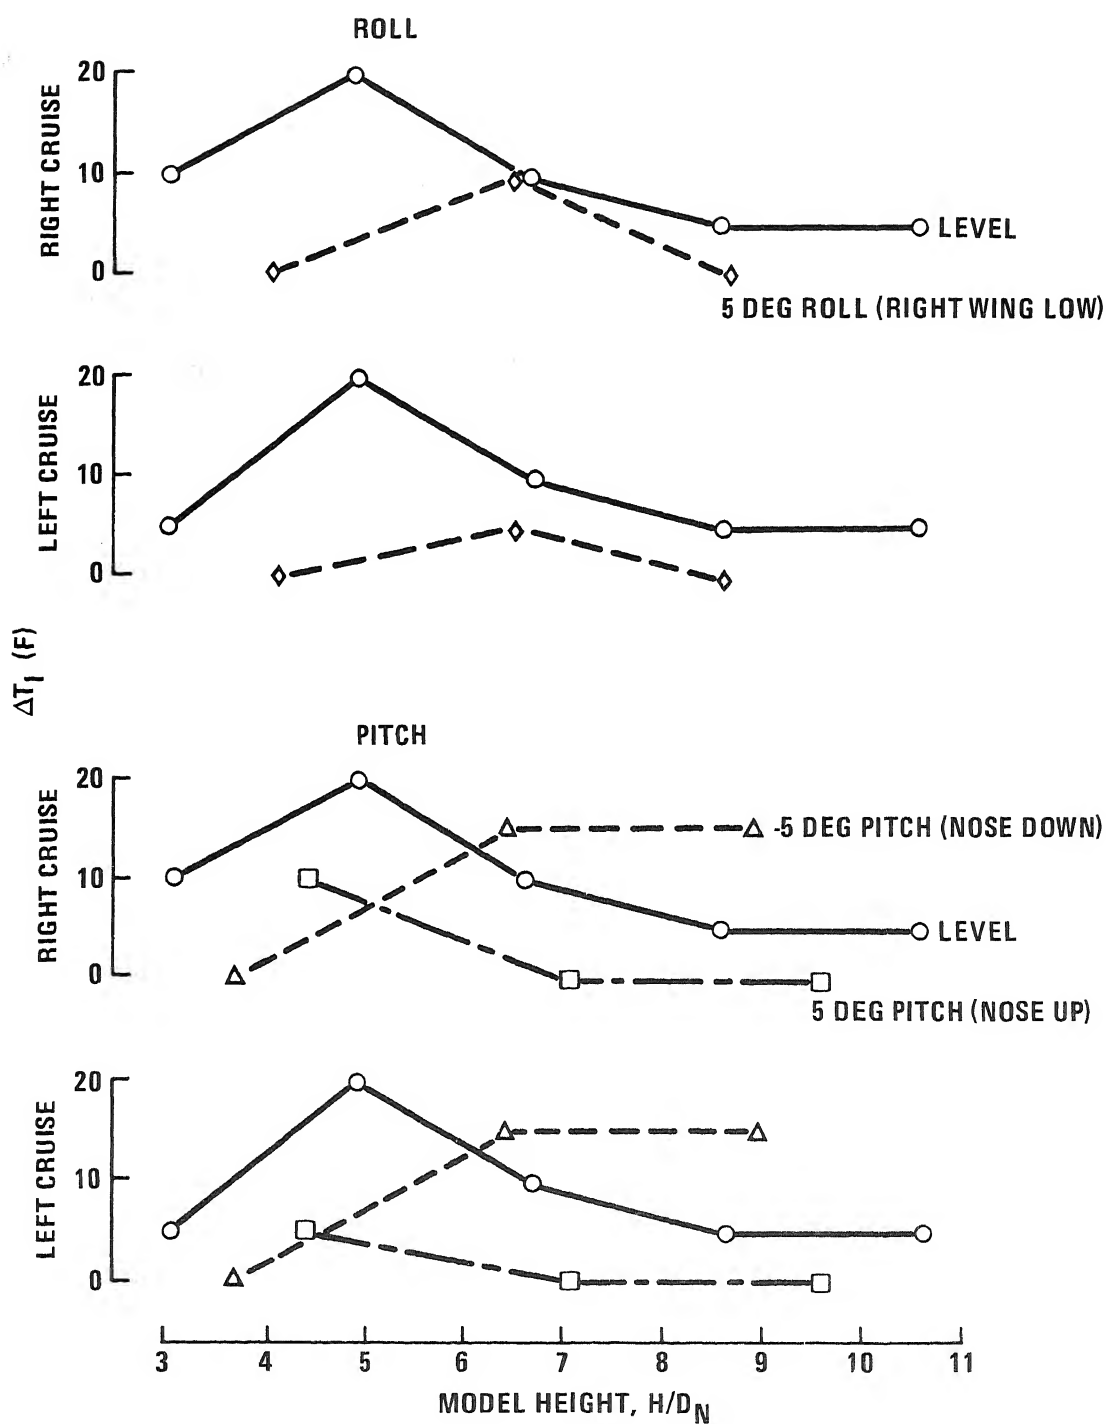 ROLL
RIGHT CRUISE
20
10
0
LEVEL
5 DEG ROLL (RIGHT WING LOW)
LEFT CRUISE
20
10
0
ΔTI (F)
PITCH
RIGHT CRUISE
20
10
0
-5 DEG PITCH (NOSE DOWN)
LEVEL
5 DEG PITCH (NOSE UP)
LEFT CRUISE
20
10
0
3 4 5 6 7 8 9 10 11
MODEL HEIGHT, H/DN